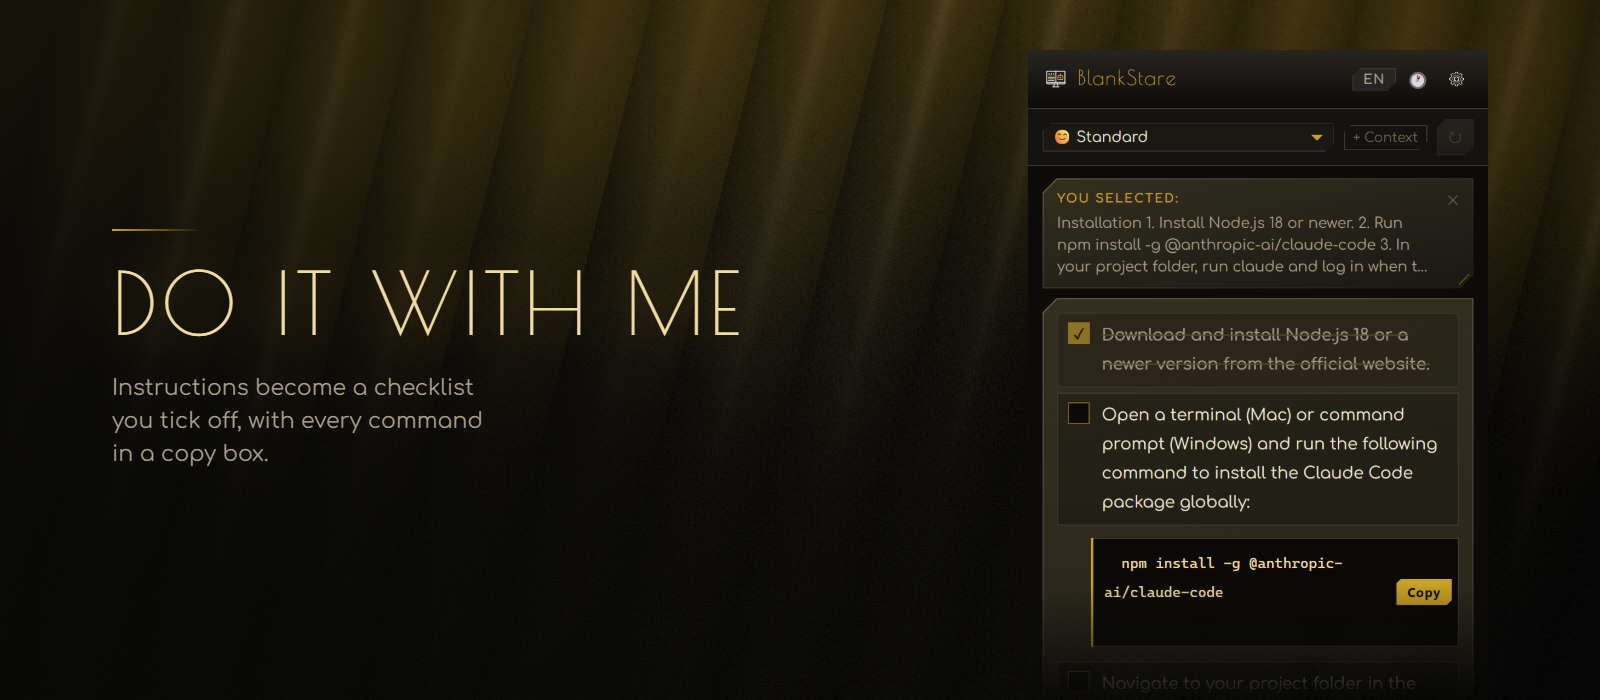 DO IT WITH ME
Instructions become a checklist
you tick off, with every command
in a copy box.
BlankStare
EN
Standard
+ Context
YOU SELECTED:
Installation 1. Install Node.js 18 or newer. 2. Run
npm install -g @anthropic-ai/claude-code 3. In
your project folder, run claude and log in when t...
Download and install Node.js 18 or a
newer version from the official website.
Open a terminal (Mac) or command
prompt (Windows) and run the following
command to install the Claude Code
package globally:
npm install -g @anthropic-
ai/claude-code
Copy
Navigate to your project folder in the